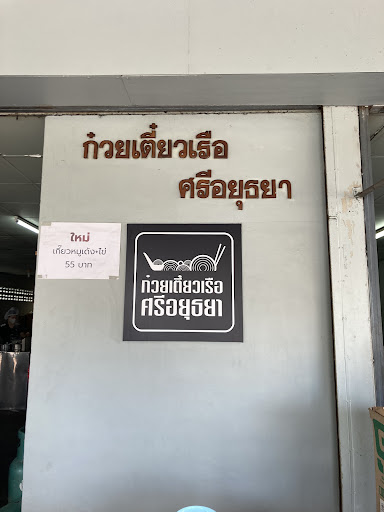 ก๋วยเตี๋ยวเรือ
ศรีอยุธยา
ใหม่
เกี๊ยวหมูเด้ง+ไข่
55 บาท
ก๋วยเตี๋ยวเรือ
ศรีอยุธยา